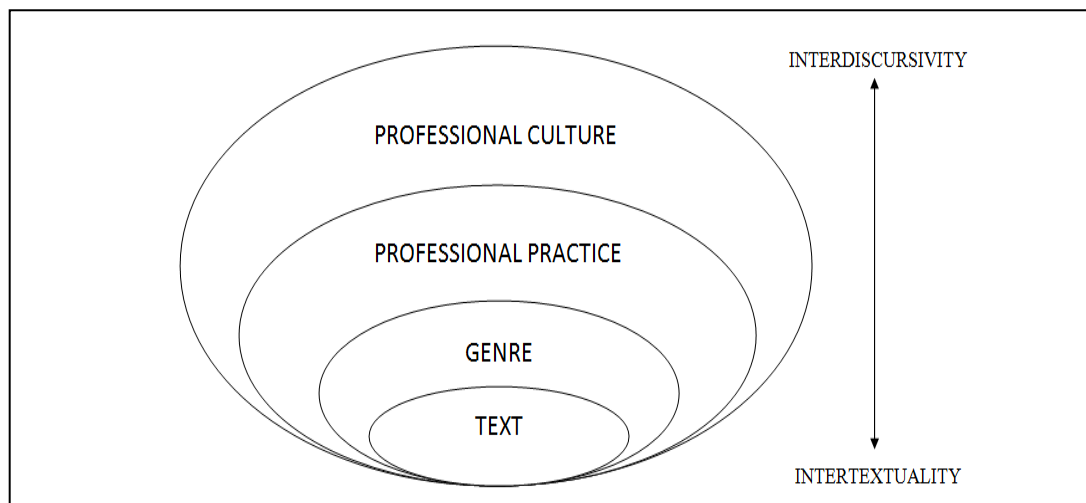 INTERDISCURSIVITY
PROFESSIONAL CULTURE
PROFESSIONAL PRACTICE
GENRE
TEXT
INTERTEXTUALITY